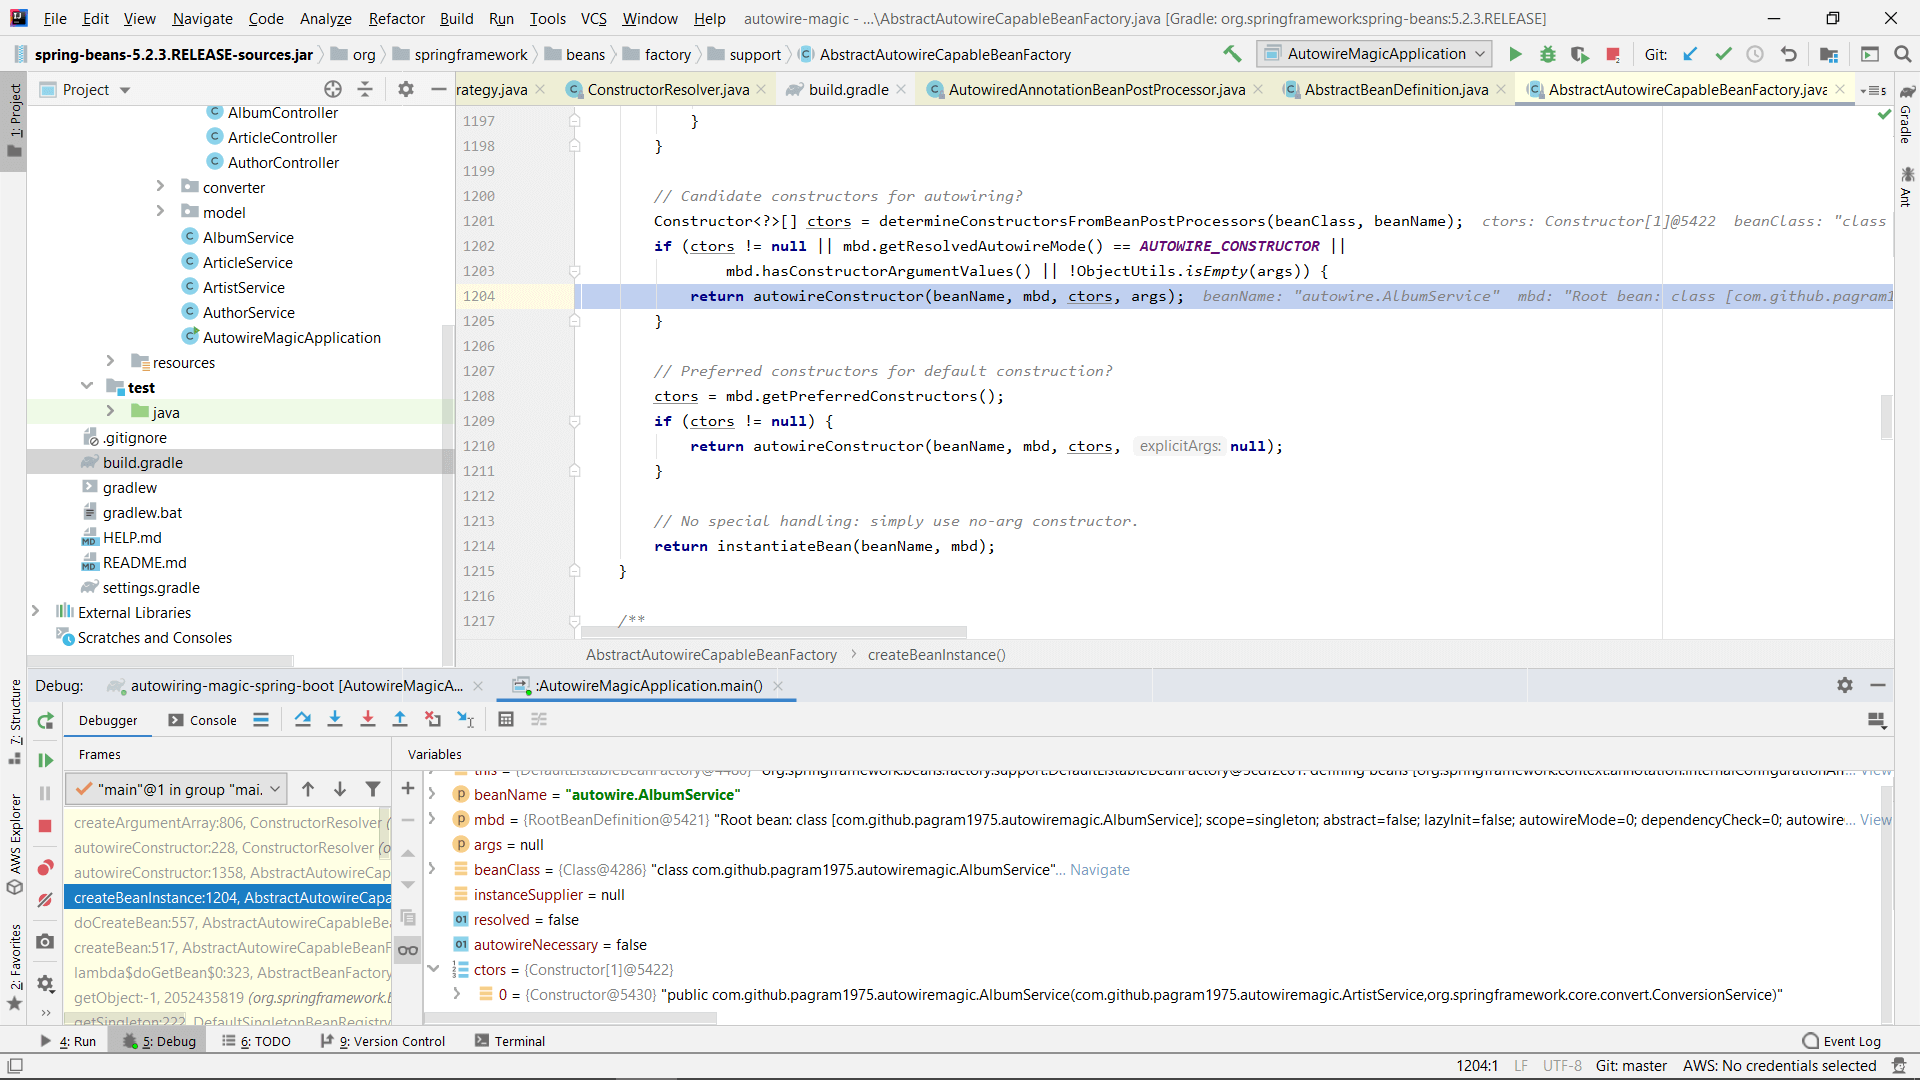 File Edit View Navigate Code Analyze Refactor Build Run Tools VCS Window Help autowire-magic - ...\AbstractAutowireCapableBeanFactory.java [Gradle: org.springframework:spring-beans:5.2.3.RELEASE]
spring-beans-5.2.3.RELEASE-sources.jar org springframework beans factory support AbstractAutowireCapableBeanFactory AutowireMagicApplication Git:
1: Project
Project
rategy.java ConstructorResolver.java build.gradle AutowiredAnnotationBeanPostProcessor.java AbstractBeanDefinition.java AbstractAutowireCapableBeanFactory.java 5
Gradle
Ant
AlbumController
ArticleController
AuthorController
converter
model
AlbumService
ArticleService
ArtistService
AuthorService
AutowireMagicApplication
resources
test
java
.gitignore
build.gradle
gradlew
gradlew.bat
HELP.md
README.md
settings.gradle
External Libraries
Scratches and Consoles
1197 }
1198 }
1199
1200 // Candidate constructors for autowiring?
1201 Constructor<?>[] ctors = determineConstructorsFromBeanPostProcessors(beanClass, beanName); ctors: Constructor[1]@5422 beanClass: "class
1202 if (ctors != null || mbd.getResolvedAutowireMode() == AUTOWIRE_CONSTRUCTOR ||
1203 mbd.hasConstructorArgumentValues() || !ObjectUtils.isEmpty(args)) {
1204 return autowireConstructor(beanName, mbd, ctors, args); beanName: "autowire.AlbumService" mbd: "Root bean: class [com.github.pagram1
1205 }
1206
1207 // Preferred constructors for default construction?
1208 ctors = mbd.getPreferredConstructors();
1209 if (ctors != null) {
1210 return autowireConstructor(beanName, mbd, ctors, explicitArgs: null);
1211 }
1212
1213 // No special handling: simply use no-arg constructor.
1214 return instantiateBean(beanName, mbd);
1215 }
1216
1217 /**
AbstractAutowireCapableBeanFactory createBeanInstance()
7: Structure
AWS Explorer
2: Favorites
Debug: autowiring-magic-spring-boot [AutowireMagicA... :AutowireMagicApplication.main()
Debugger Console
Frames
Variables
"main"@1 in group "mai...
createArgumentArray:806, ConstructorResolver (
autowireConstructor:228, ConstructorResolver (o
autowireConstructor:1358, AbstractAutowireCap
createBeanInstance:1204, AbstractAutowireCapa
doCreateBean:557, AbstractAutowireCapableBea
createBean:517, AbstractAutowireCapableBeanF
lambda$doGetBean$0:323, AbstractBeanFactory
getObject:-1, 2052435819 (org.springframework.b
getSingleton:222, DefaultSingletonBeanRegistry
this = {DefaultListableBeanFactory@4486} "org.springframework.beans.factory.support.DefaultListableBeanFactory@5cdf2c61: defining beans [org.springframework.context.annotation.internalConfigurationAn... View
beanName = "autowire.AlbumService"
mbd = {RootBeanDefinition@5421} "Root bean: class [com.github.pagram1975.autowiremagic.AlbumService]; scope=singleton; abstract=false; lazyInit=false; autowireMode=0; dependencyCheck=0; autowire... View
args = null
beanClass = {Class@4286} "class com.github.pagram1975.autowiremagic.AlbumService"... Navigate
instanceSupplier = null
resolved = false
autowireNecessary = false
ctors = {Constructor[1]@5422}
0 = {Constructor@5430} "public com.github.pagram1975.autowiremagic.AlbumService(com.github.pagram1975.autowiremagic.ArtistService,org.springframework.core.convert.ConversionService)"
4: Run 5: Debug 6: TODO 9: Version Control Terminal Event Log
1204:1 LF UTF-8 Git: master AWS: No credentials selected